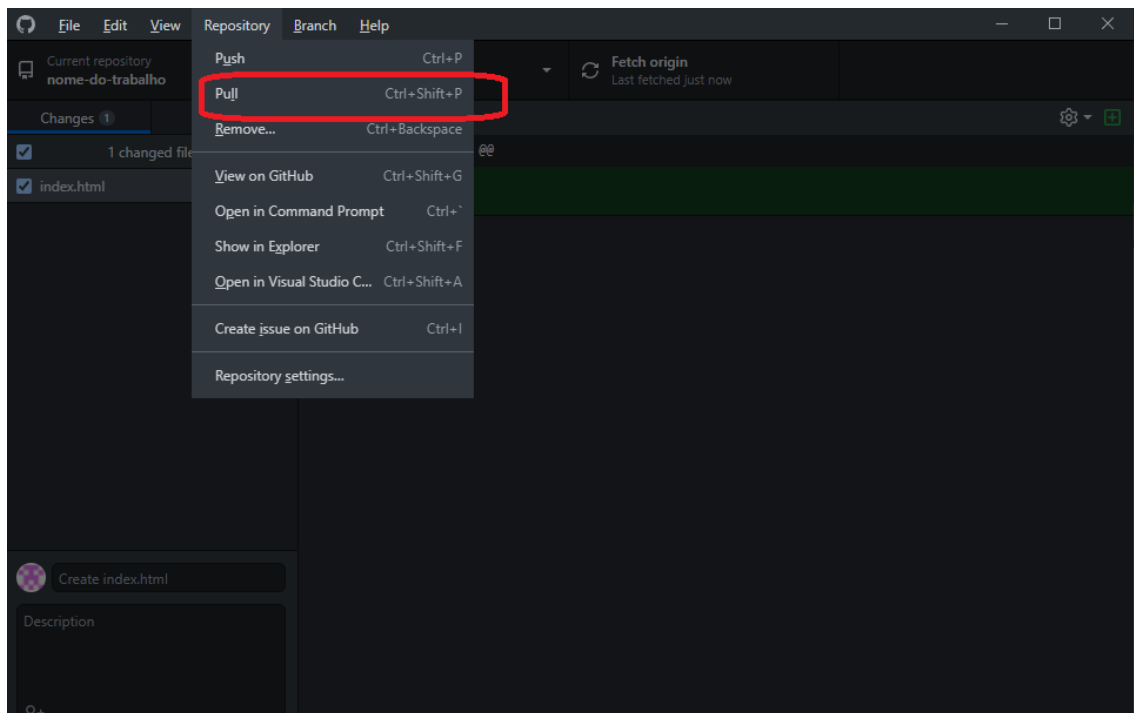 File Edit View Repository Branch Help
Current repository
nome-do-trabalho
Fetch origin
Last fetched just now
Push Ctrl+P
Pull Ctrl+Shift+P
Remove... Ctrl+Backspace
View on GitHub Ctrl+Shift+G
Open in Command Prompt Ctrl+`
Show in Explorer Ctrl+Shift+F
Open in Visual Studio C... Ctrl+Shift+A
Create issue on GitHub Ctrl+I
Repository settings...
Changes 1
1 changed file
@@
index.html
Create index.html
Description